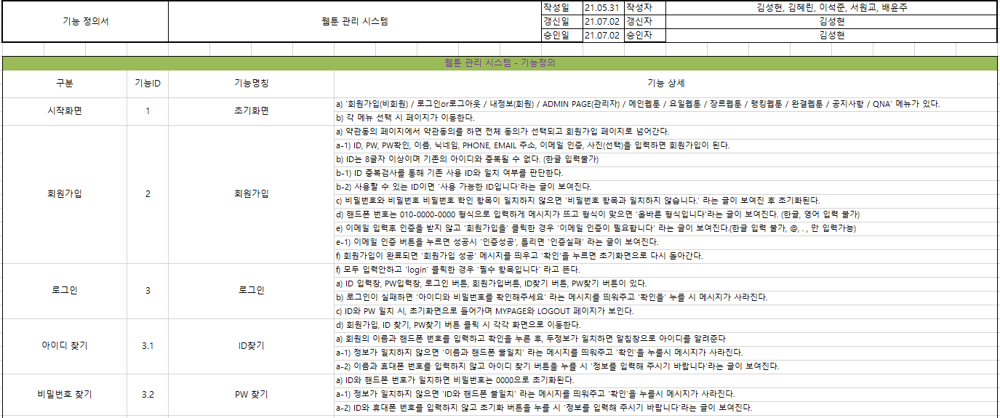 기능 정의서
웹툰 관리 시스템
작성일 21.05.31 작성자 김성현, 김혜린, 이석준, 서원교, 배윤주
갱신일 21.07.02 갱신자 김성현
승인일 21.07.02 승인자 김성현
웹툰 관리 시스템 - 기능정의
구분 기능ID 기능명칭 기능 상세
시작화면 1 초기화면
a) '회원가입(비회원) / 로그인or로그아웃 / 내정보(회원) / ADMIN PAGE(관리자) / 메인웹툰 / 요일웹툰 / 장르웹툰 / 랭킹웹툰 / 완결웹툰 / 공지사항 / QNA' 메뉴가 있다.
b) 각 메뉴 선택 시 페이지가 이동한다.
회원가입 2 회원가입
a) 약관동의 페이지에서 약관동의를 하면 전체 동의가 선택되고 회원가입 페이지로 넘어간다.
a-1) ID, PW, PW확인, 이름, 닉네임, PHONE, EMAIL 주소, 이메일 인증, 사진(선택)을 입력하면 회원가입이 된다.
b) ID는 8글자 이상이며 기존의 아이디와 중복될 수 없다. (한글 입력불가)
b-1) ID 중복검사를 통해 기존 사용 ID와 일치 여부를 판단한다.
b-2) 사용할 수 있는 ID이면 '사용 가능한 ID입니다'라는 글이 보여진다.
c) 비밀번호와 비밀번호 비밀번호 학인 항목이 일치하지 않으면 '비밀번호 항목과 일치하지 않습니다.' 라는 글이 보여진 후 초기화된다.
d) 핸드폰 번호는 010-0000-0000 형식으로 입력하게 메시지가 뜨고 형식이 맞으면 '올바른 형식입니다'라는 글이 보여진다. (한글, 영어 입력 불가)
e) 이메일 입력후 인증을 받지 않고 '회원가입을' 클릭한 경우 '이메일 인증이 필요합니다' 라는 글이 보여진다.(한글 입력 불가, @, . , 만 입력가능)
e-1) 이메일 인증 버튼을 누르면 성공시 '인증성공', 틀리면 '인증실패' 라는 글이 보여진다.
f) 회원가입이 완료되면 '회원가입 성공' 메시지를 띄우고 '확인'을 누르면 초기화면으로 다시 돌아간다.
로그인 3 로그인
f) 모두 입력안하고 'login' 클릭한 경우 '필수 항목입니다' 라고 뜬다.
a) ID 입력창, PW입력창, 로그인 버튼, 회원가입버튼, ID찾기 버튼, PW찾기 버튼이 있다.
b) 로그인이 실패하면 '아이디와 비밀번호를 확인해주세요' 라는 메시지를 띄워주고 '확인을' 누를 시 메시지가 사라진다.
c) ID와 PW 일치 시, 초기화면으로 들어가며 MYPAGE와 LOGOUT 페이지가 보인다.
아이디 찾기 3.1 ID찾기
d) 회원가입, ID 찾기, PW찾기 버튼 클릭 시 각각 화면으로 이동한다.
a) 회원의 이름과 핸드폰 번호를 입력하고 확인을 누른 후, 두정보가 일치하면 알림창으로 아이디를 알려준다
a-1) 정보가 일치하지 않으면 '이름과 핸드폰 불일치' 라는 메시지를 띄워주고 '확인'을 누를시 메시지가 사라진다.
a-2) 이름과 휴대폰 번호를 입력하지 않고 아이디 찾기 버튼을 누를 시 '정보를 입력해 주시기 바랍니다'라는 글이 보여진다.
비밀번호 찾기 3.2 PW 찾기
a) ID와 핸드폰 번호가 일치하면 비밀번호는 0000으로 초기화된다.
a-1) 정보가 일치하지 않으면 'ID와 핸드폰 불일치' 라는 메시지를 띄워주고 '확인'을 누를시 메시지가 사라진다.
a-2) ID와 휴대폰 번호를 입력하지 않고 초기화 버튼을 누를 시 '정보를 입력해 주시기 바랍니다'라는 글이 보여진다.